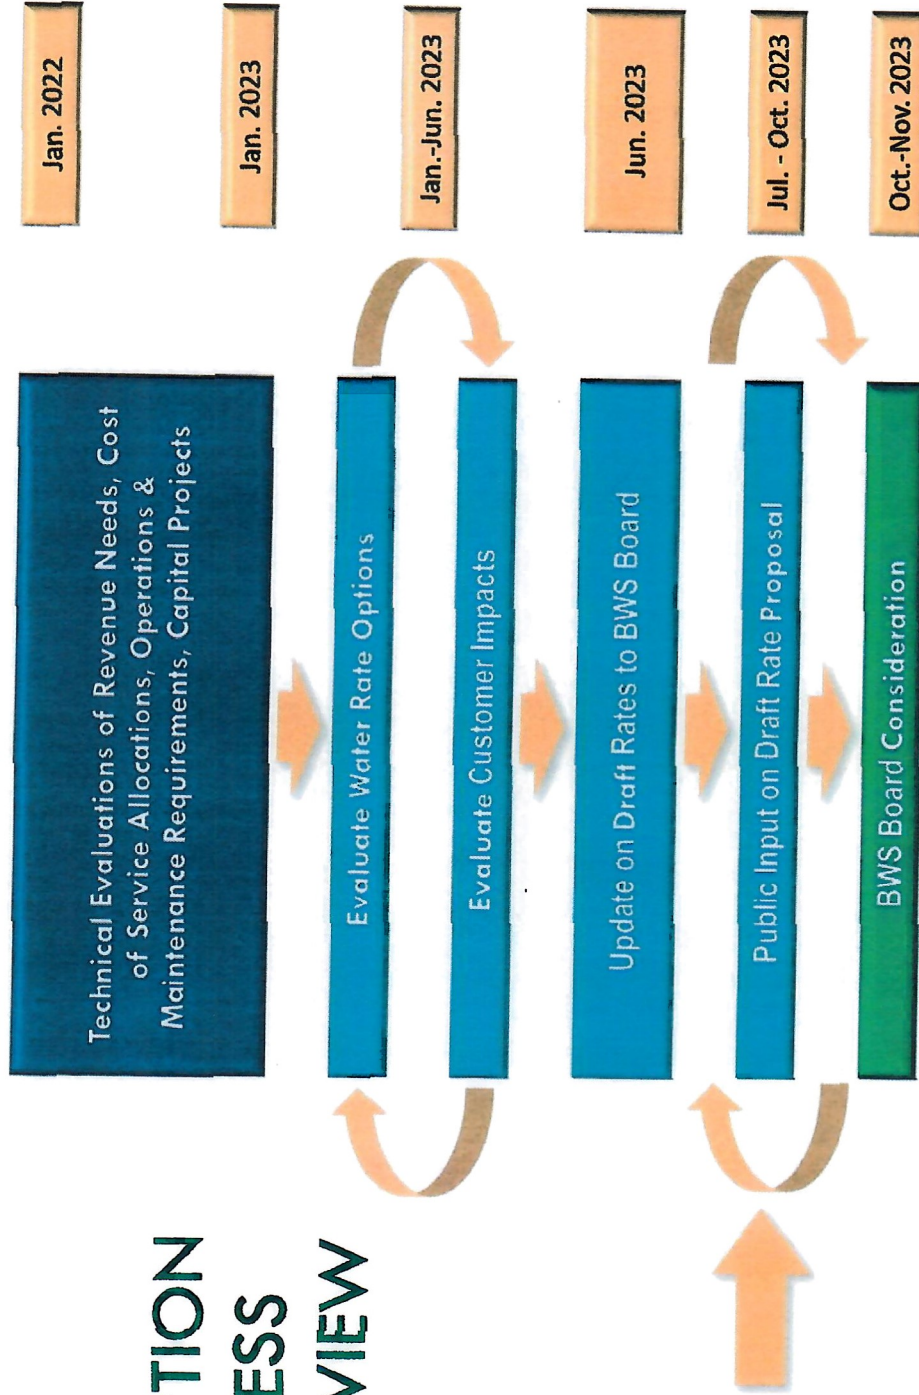 TION
ESS
VIEW
Technical Evaluations of Revenue Needs, Cost
of Service Allocations, Operations &
Maintenance Requirements, Capital Projects
Jan. 2022
Jan. 2023
Evaluate Water Rate Options
Jan.-Jun. 2023
Evaluate Customer Impacts
Update on Draft Rates to BWS Board
Jun. 2023
Public Input on Draft Rate Proposal
Jul. - Oct. 2023
BWS Board Consideration
Oct.-Nov. 2023